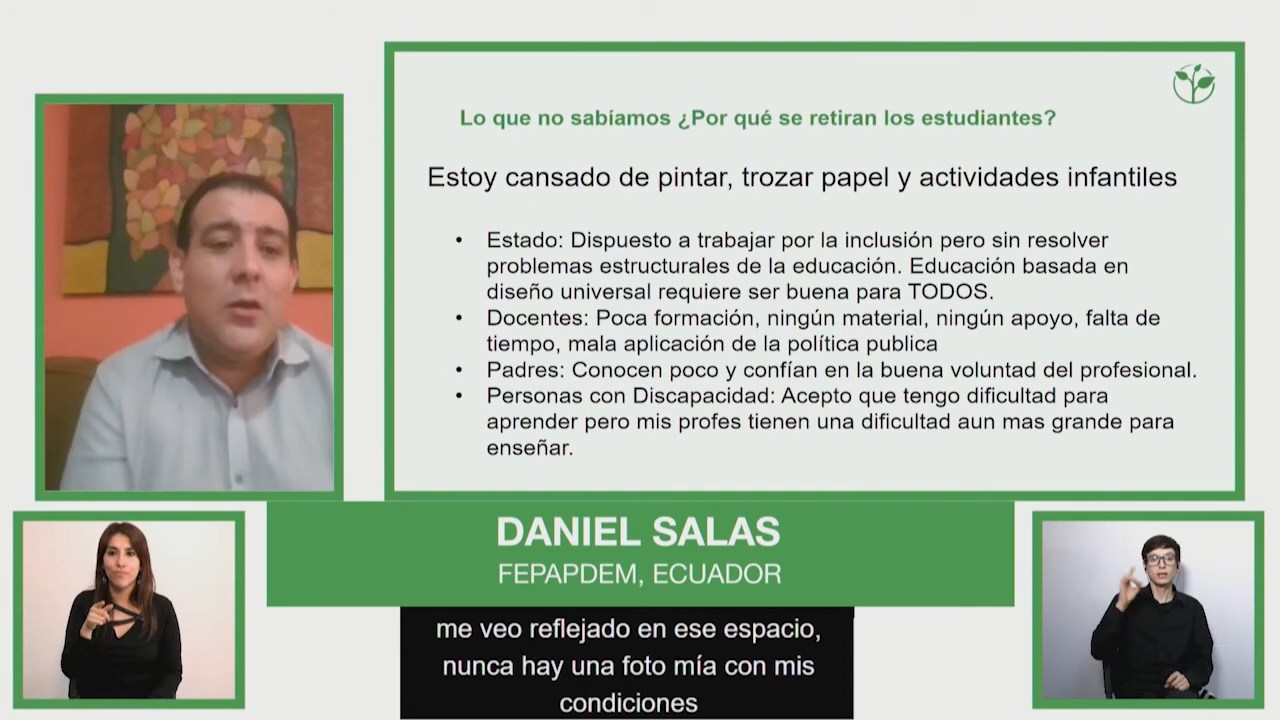 Lo que no sabíamos ¿Por qué se retiran los estudiantes?
Estoy cansado de pintar, trozar papel y actividades infantiles
• Estado: Dispuesto a trabajar por la inclusión pero sin resolver
problemas estructurales de la educación. Educación basada en
diseño universal requiere ser buena para TODOS.
• Docentes: Poca formación, ningún material, ningún apoyo, falta de
tiempo, mala aplicación de la política publica
• Padres: Conocen poco y confían en la buena voluntad del profesional.
• Personas con Discapacidad: Acepto que tengo dificultad para
aprender pero mis profes tienen una dificultad aun mas grande para
enseñar.
DANIEL SALAS
FEPAPDEM, ECUADOR
me veo reflejado en ese espacio,
nunca hay una foto mía con mis
condiciones